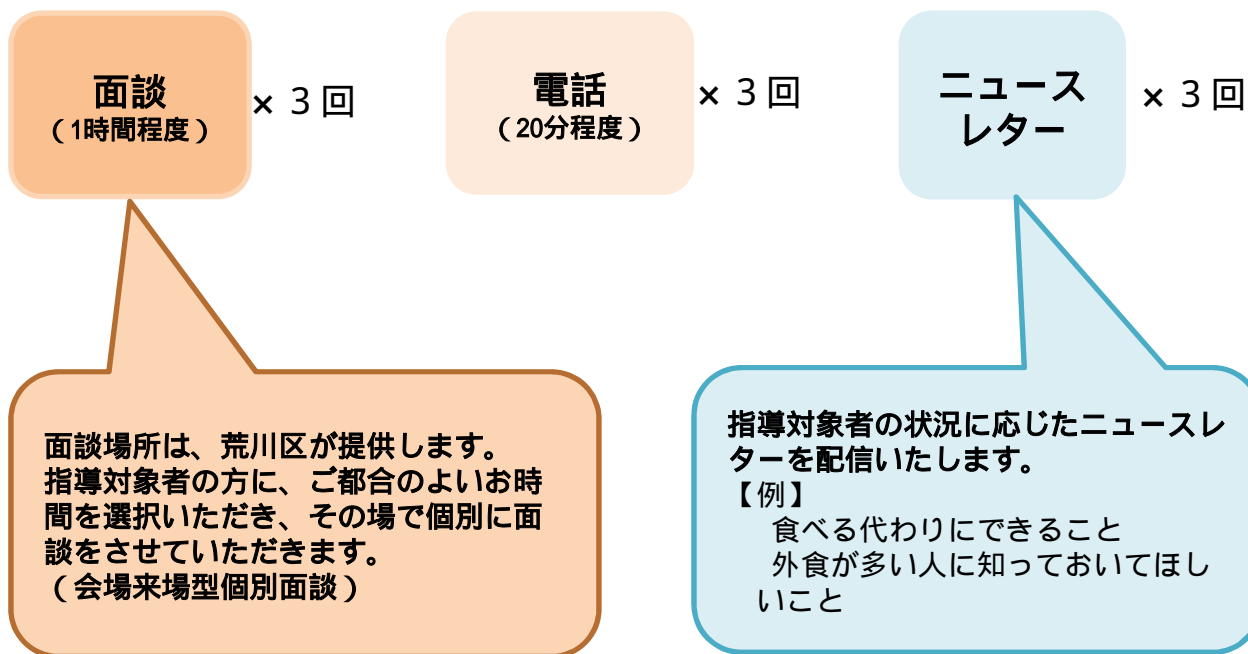 面談
（1時間程度）
× 3回
電話
（20分程度）
× 3回
ニュース
レター
× 3回
面談場所は、荒川区が提供します。
指導対象者の方に、ご都合のよいお時
間を選択いただき、その場で個別に面
談をさせていただきます。
（会場来場型個別面談）
指導対象者の状況に応じたニュースレ
ターを配信いたします。
【例】
食べる代わりにできること
外食が多い人に知っておいてほし
いこと